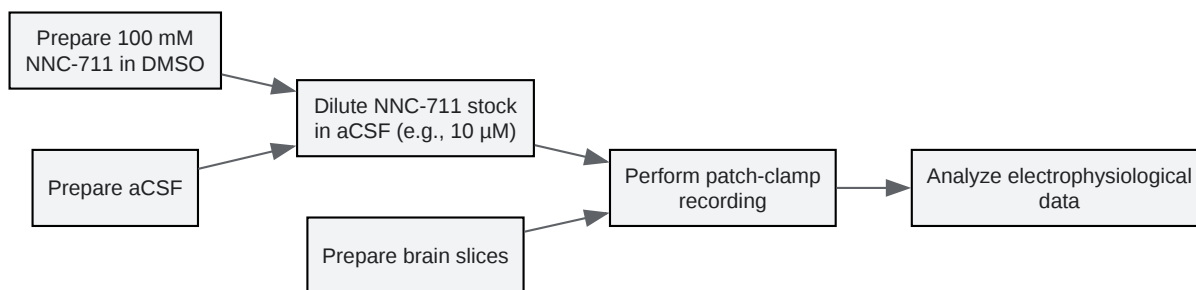 Prepare 100 mM
NNC-711 in DMSO
Prepare aCSF
Dilute NNC-711 stock
in aCSF (e.g., 10 µM)
Prepare brain slices
Perform patch-clamp
recording
Analyze electrophysiological
data